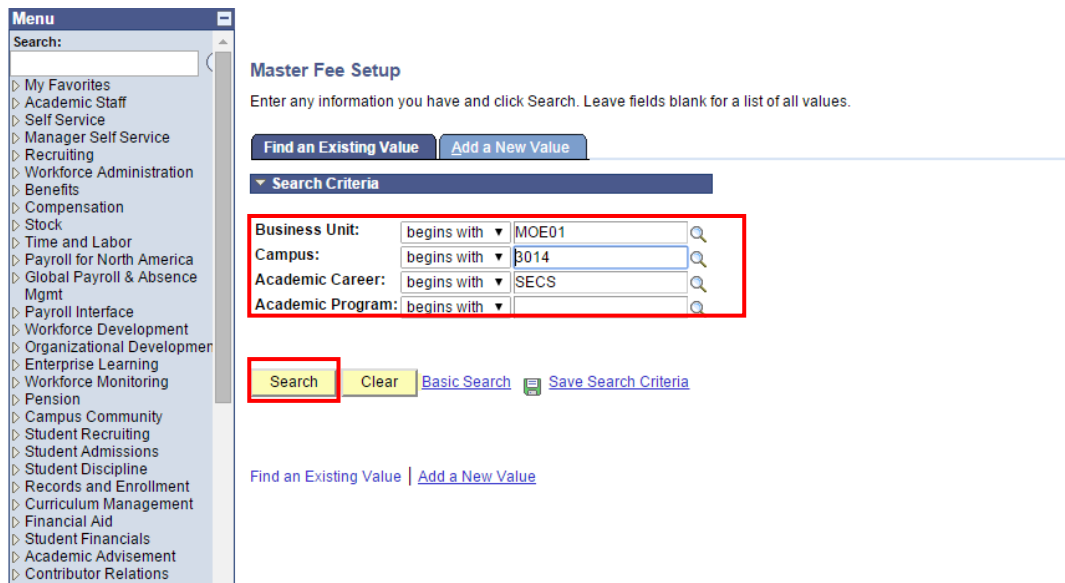 Menu
Search:
My Favorites
Academic Staff
Self Service
Manager Self Service
Recruiting
Workforce Administration
Benefits
Compensation
Stock
Time and Labor
Payroll for North America
Global Payroll & Absence
Mgmt
Payroll Interface
Workforce Development
Organizational Developmen
Enterprise Learning
Workforce Monitoring
Pension
Campus Community
Student Recruiting
Student Admissions
Student Discipline
Records and Enrollment
Curriculum Management
Financial Aid
Student Financials
Academic Advisement
Contributor Relations
Master Fee Setup
Enter any information you have and click Search. Leave fields blank for a list of all values.
Find an Existing Value Add a New Value
Search Criteria
Business Unit: begins with MOE01
Campus: begins with 3014
Academic Career: begins with SECS
Academic Program: begins with
Search Clear Basic Search Save Search Criteria
Find an Existing Value | Add a New Value